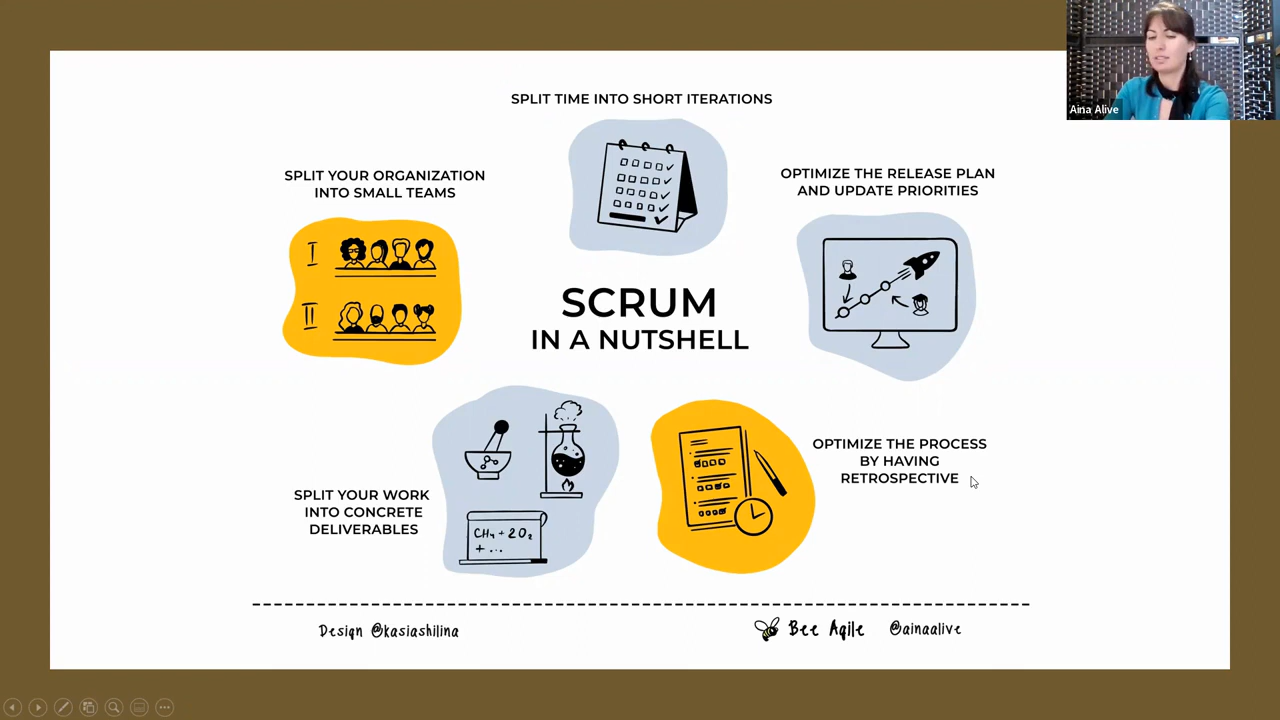 Aina Alive
SPLIT TIME INTO SHORT ITERATIONS
SPLIT YOUR ORGANIZATION
INTO SMALL TEAMS
I
II
OPTIMIZE THE RELEASE PLAN
AND UPDATE PRIORITIES
SCRUM
IN A NUTSHELL
SPLIT YOUR WORK
INTO CONCRETE
DELIVERABLES
CH₄ + 2O₂
+ ...
OPTIMIZE THE PROCESS
BY HAVING
RETROSPECTIVE
Design @kasiashilina
Bee Agile @ainaalive